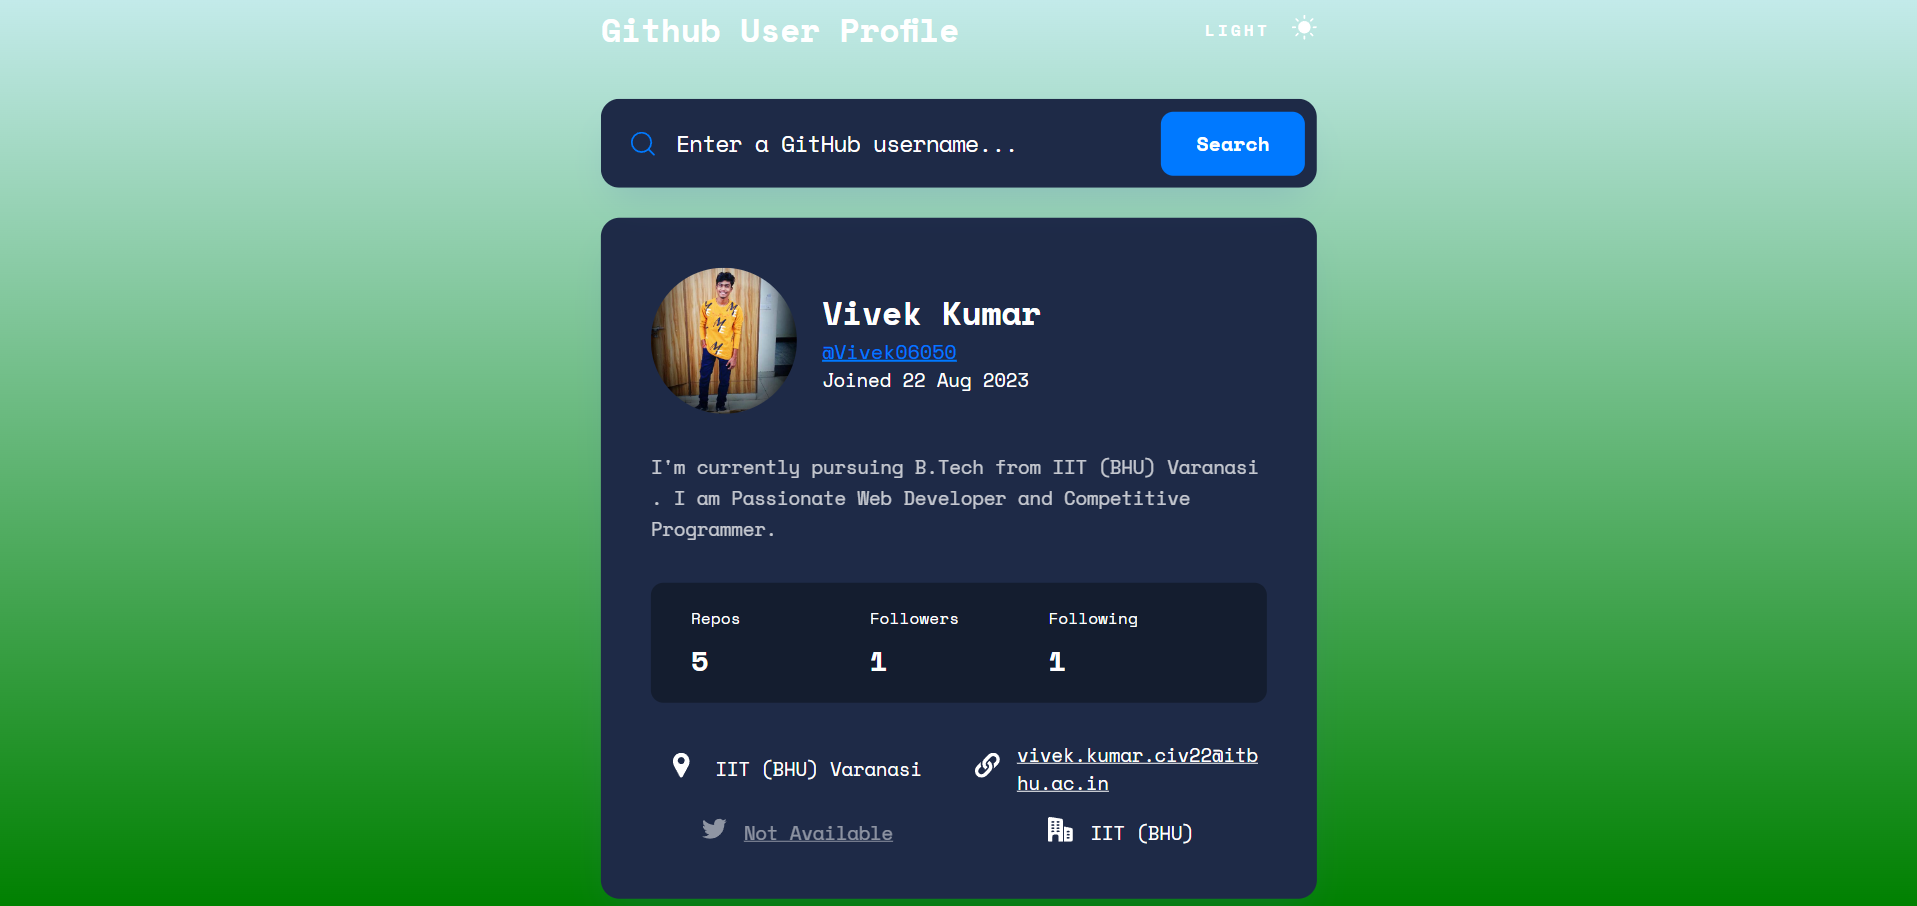 Github User Profile
LIGHT
Enter a GitHub username...
Search
Vivek Kumar
@Vivek06050
Joined 22 Aug 2023
I'm currently pursuing B.Tech from IIT (BHU) Varanasi
. I am Passionate Web Developer and Competitive
Programmer.
Repos Followers Following
5 1 1
IIT (BHU) Varanasi
vivek.kumar.civ22@itb
hu.ac.in
Not Available
IIT (BHU)